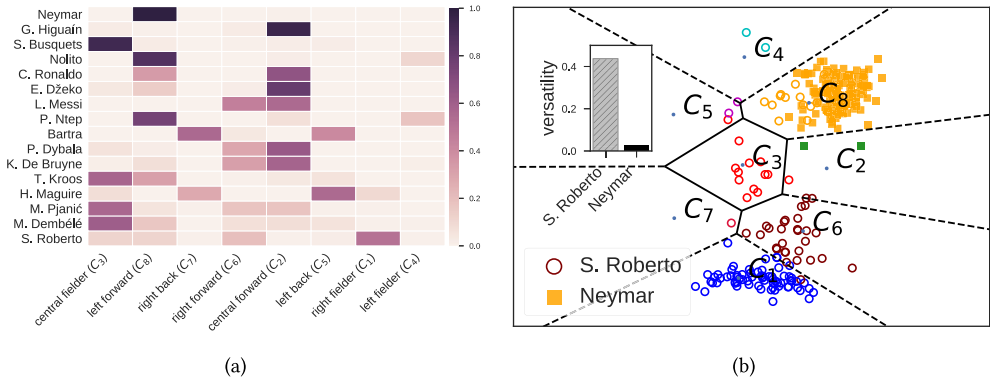 Neymar
G. Higuaín
S. Busquets
Nolito
C. Ronaldo
E. Džeko
L. Messi
P. Ntep
Bartra
P. Dybala
K. De Bruyne
T. Kroos
H. Maguire
M. Pjanić
M. Dembélé
S. Roberto
central fielder (C₃)
left forward (C₈)
right back (C₇)
right forward (C₆)
central forward (C₂)
left back (C₅)
right fielder (C₁)
left fielder (C₄)
1.0
0.8
0.6
0.4
0.2
0.0
(a)
versatility
0.4
0.2
0.0
S. Roberto
Neymar
C₄
C₅
C₈
C₃
C₂
C₇
C₆
C₁
S. Roberto
Neymar
(b)